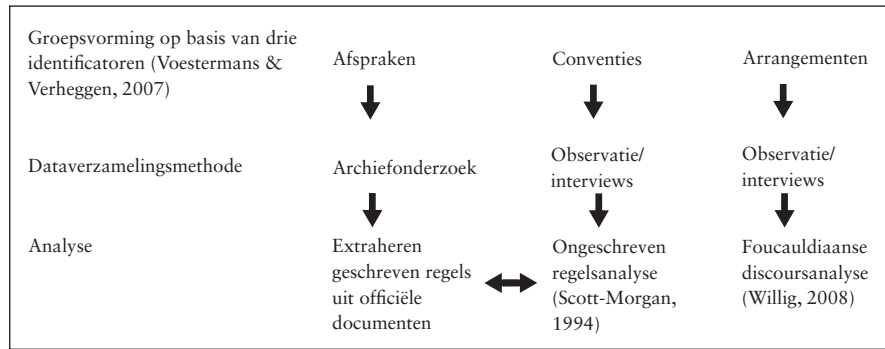 Groepsvorming op basis van drie
identificatoren (Voestermans &
Verheggen, 2007)
Afspraken
Conventies
Arrangementen
Dataverzamelingsmethode
Archiefonderzoek
Observatie/
interviews
Observatie/
interviews
Analyse
Extraheren
geschreven regels
uit officiële
documenten
Ongeschreven
regelsanalyse
(Scott-Morgan,
1994)
Foucauldiaanse
discoursanalyse
(Willig, 2008)